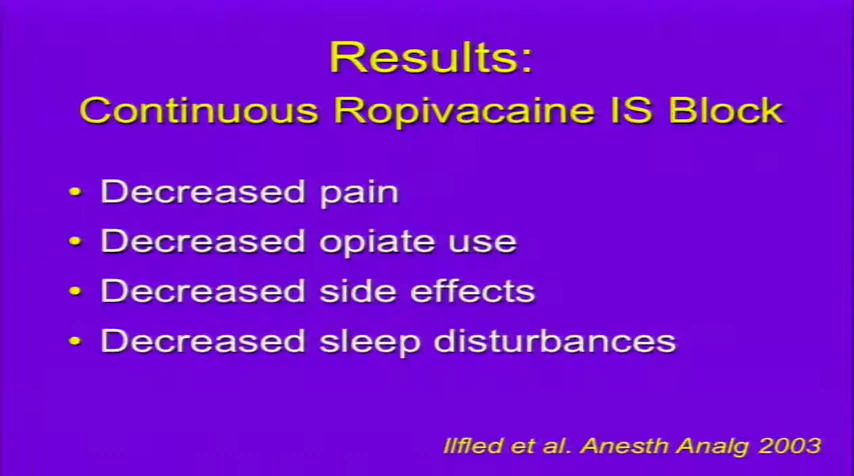 Results:
Continuous Ropivacaine IS Block
• Decreased pain
• Decreased opiate use
• Decreased side effects
• Decreased sleep disturbances
Ilfled et al. Anesth Analg 2003